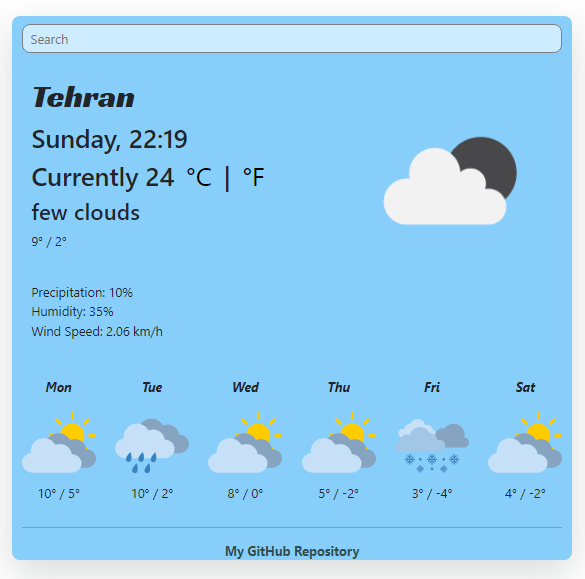 Search
Tehran
Sunday, 22:19
Currently 24 °C | °F
few clouds
9° / 2°
Precipitation: 10%
Humidity: 35%
Wind Speed: 2.06 km/h
Mon Tue Wed Thu Fri Sat
10° / 5° 10° / 2° 8° / 0° 5° / -2° 3° / -4° 4° / -2°
My GitHub Repository